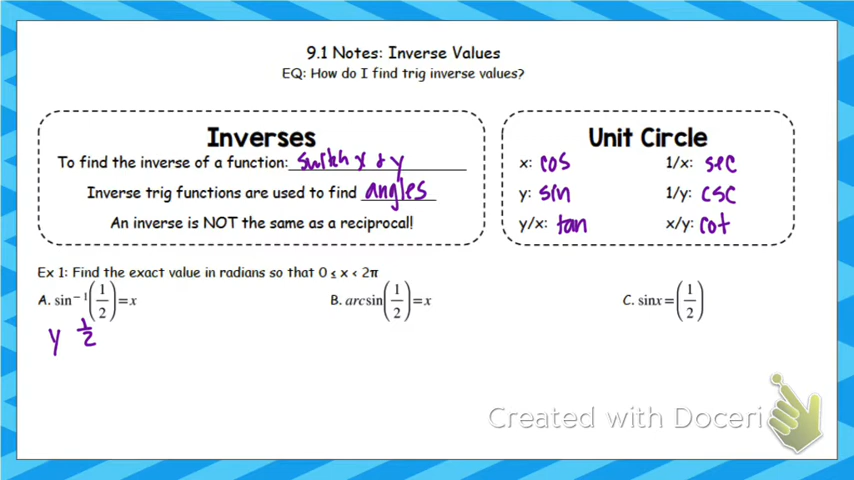 9.1 Notes: Inverse Values
EQ: How do I find trig inverse values?
Inverses
To find the inverse of a function: switch x & y
Inverse trig functions are used to find angles
An inverse is NOT the same as a reciprocal!
Unit Circle
x: cos 1/x: sec
y: sin 1/y: csc
y/x: tan x/y: cot
Ex 1: Find the exact value in radians so that 0 ≤ x < 2π
A. sin⁻¹(1/2)=x B. arcsin(1/2)=x C. sinx=(1/2)
y 1/2
Created with Doceri